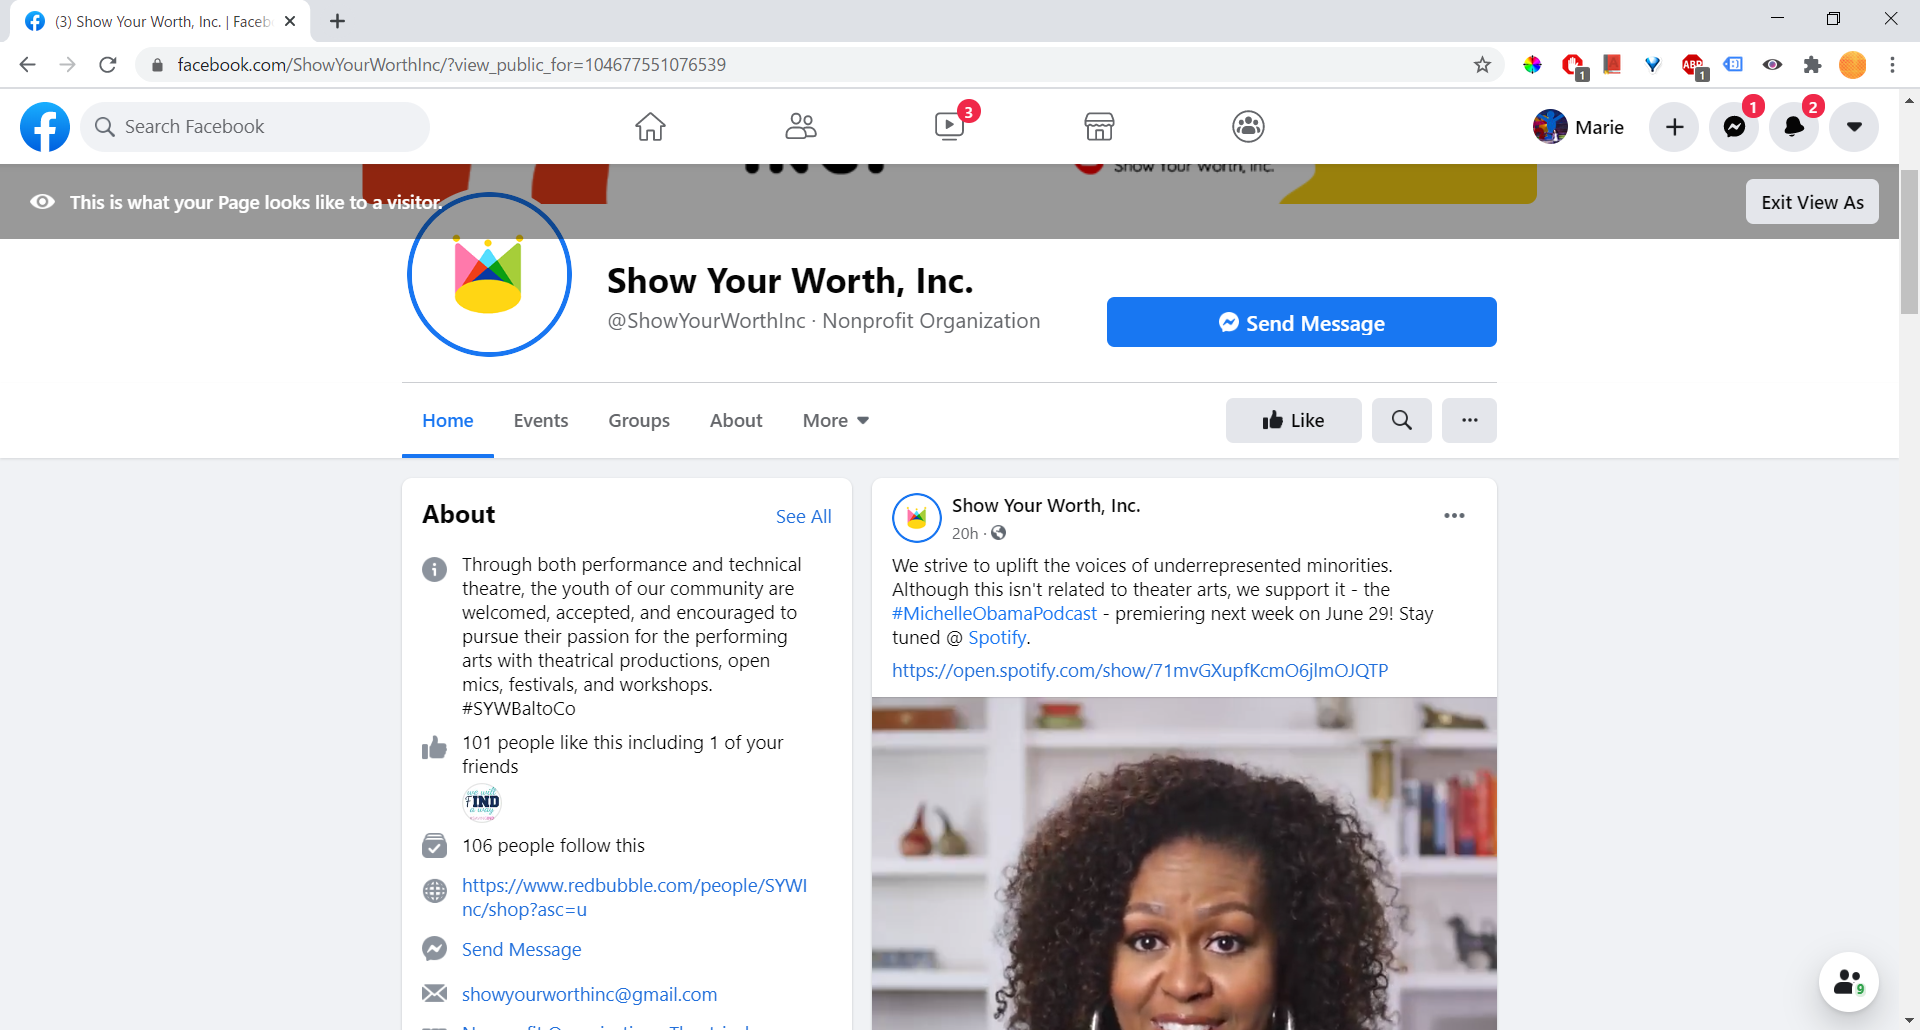 (3) Show Your Worth, Inc. | Faceb
facebook.com/ShowYourWorthInc/?view_public_for=104677551076539
1
ABP
1
Search Facebook
3
Marie
1
2
Show Your Worth, Inc.
This is what your Page looks like to a visitor.
Exit View As
Show Your Worth, Inc.
@ShowYourWorthInc · Nonprofit Organization
Send Message
Home
Events
Groups
About
More
Like
About
See All
Through both performance and technical
theatre, the youth of our community are
welcomed, accepted, and encouraged to
pursue their passion for the performing
arts with theatrical productions, open
mics, festivals, and workshops.
#SYWBaltoCo
101 people like this including 1 of your
friends
we will
FIND
a way
106 people follow this
https://www.redbubble.com/people/SYWI
nc/shop?asc=u
Send Message
showyourworthinc@gmail.com
Show Your Worth, Inc.
20h ·
We strive to uplift the voices of underrepresented minorities.
Although this isn't related to theater arts, we support it - the
#MichelleObamaPodcast - premiering next week on June 29! Stay
tuned @ Spotify.
https://open.spotify.com/show/71mvGXupfKcmO6jlmOJQTP
9